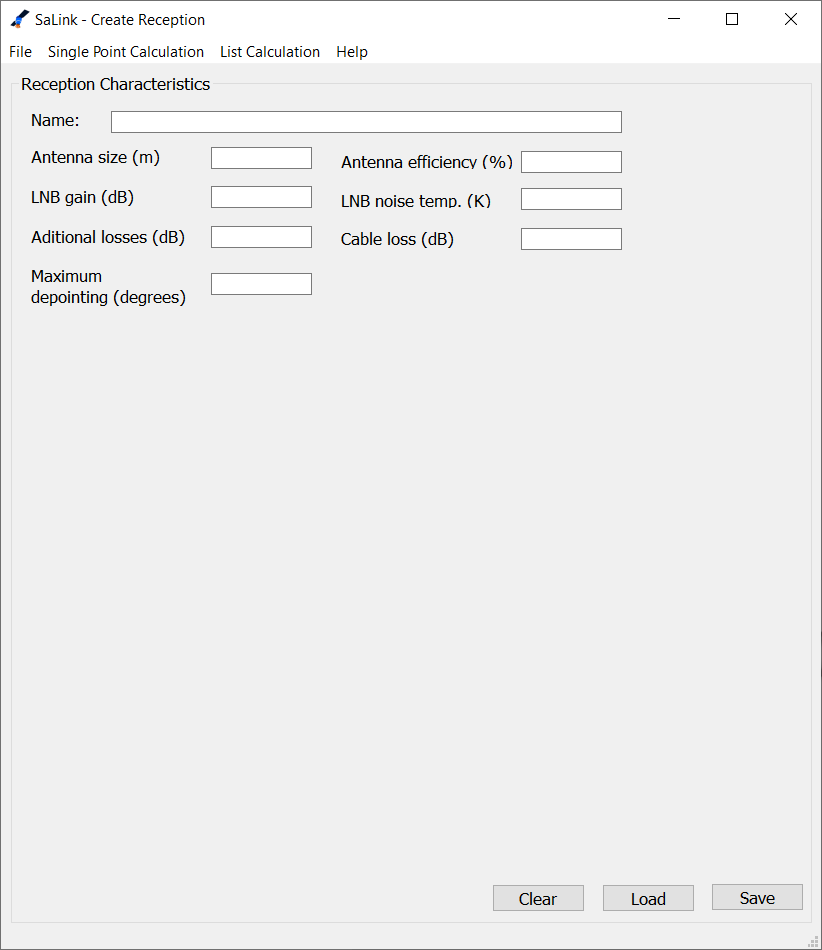 SaLink - Create Reception
File Single Point Calculation List Calculation Help
Reception Characteristics
Name:
Antenna size (m) Antenna efficiency (%)
LNB gain (dB) LNB noise temp. (K)
Aditional losses (dB) Cable loss (dB)
Maximum
depointing (degrees)
Clear Load Save